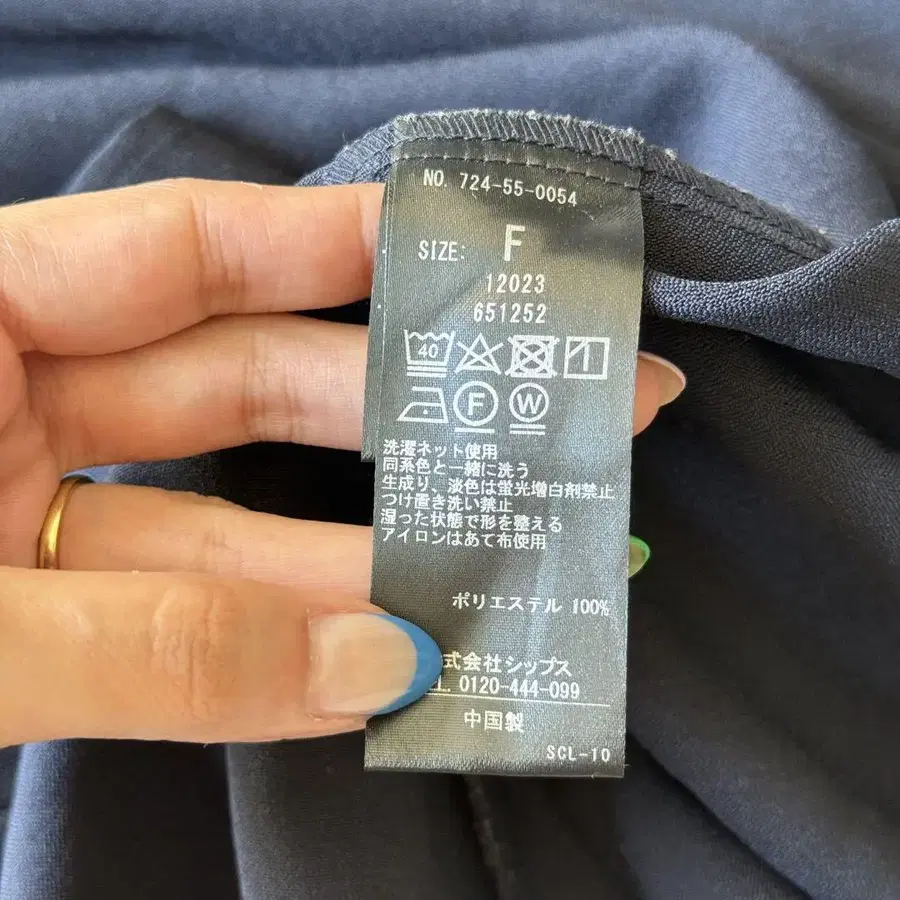 NO. 724-55-0054
SIZE: F
12023
651252
40
F W
洗濯ネット使用
同系色と一緒に洗う
生成り、淡色は蛍光増白剤禁止
つけ置き洗い禁止
湿った状態で形を整える
アイロンはあて布使用
ポリエステル 100%
式会社シップス
L. 0120-444-099
中国製
SCL-10